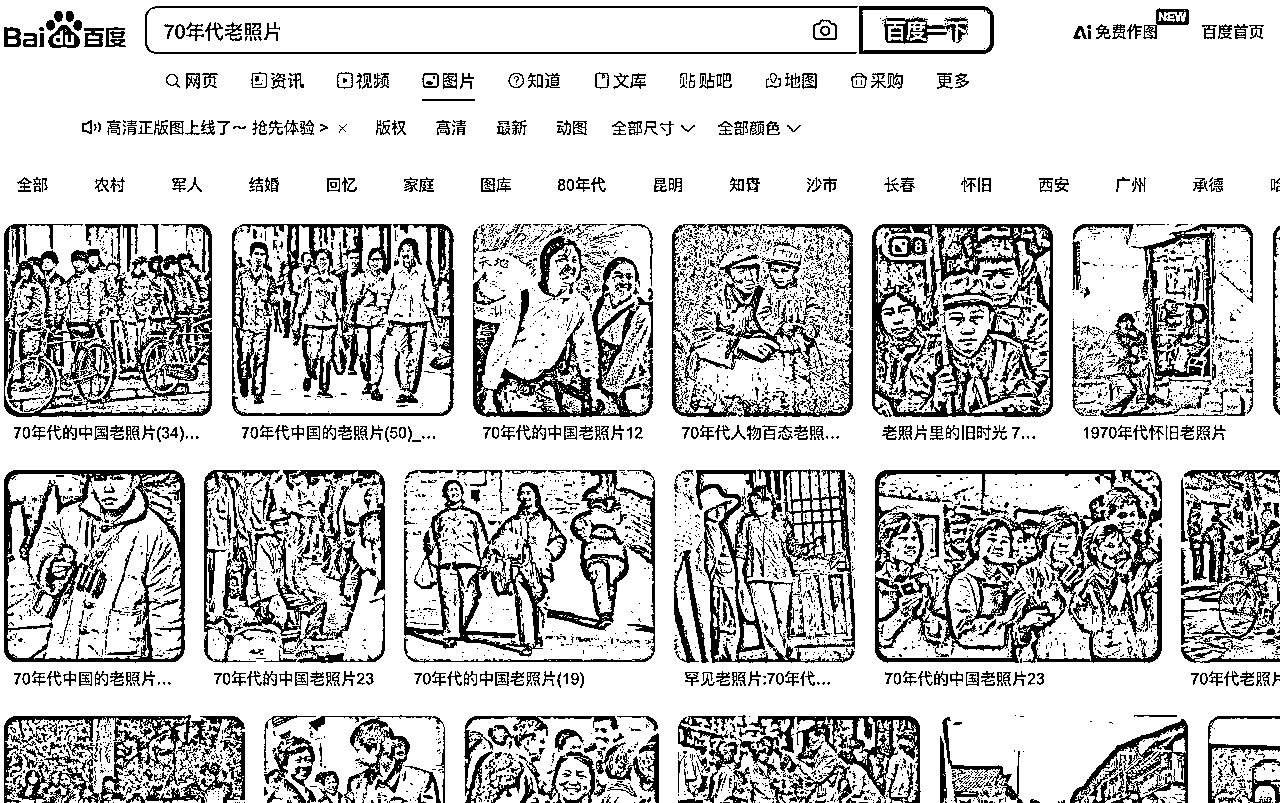 Bai du 百度 70年代老照片 百度一下 Ai 免费作图 NEW 百度首页
网页 资讯 视频 图片 知道 文库 贴吧 地图 采购 更多
高清正版图上线了~ 抢先体验 > × 版权 高清 最新 动图 全部尺寸 全部颜色
全部 农村 军人 结婚 回忆 家庭 图库 80年代 昆明 知青 沙市 长春 怀旧 西安 广州 承德
8
70年代的中国老照片(34)... 70年代中国的老照片(50)_... 70年代的中国老照片12 70年代人物百态老照... 老照片里的旧时光 7... 1970年代怀旧老照片
70年代中国的老照片... 70年代的中国老照片23 70年代的中国老照片(19) 罕见老照片:70年代... 70年代的中国老照片23 70年代老照片